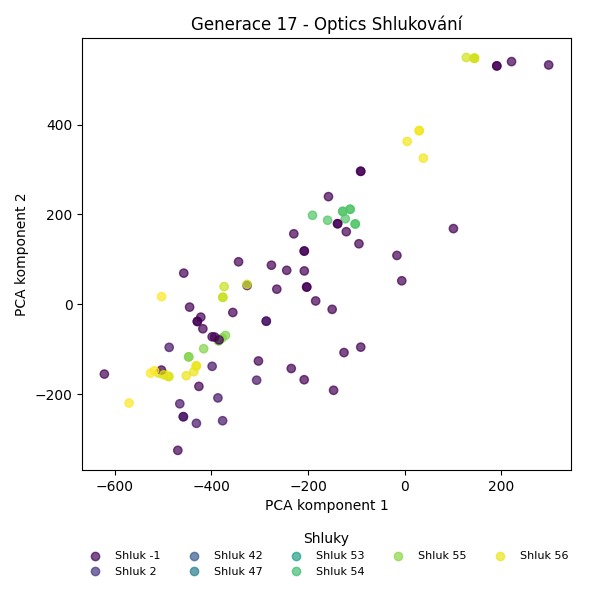 Generace 17 - Optics Shlukování
PCA komponent 2
400
200
0
−200
−600
−400
−200
0
200
PCA komponent 1
Shluky
Shluk -1
Shluk 42
Shluk 53
Shluk 55
Shluk 56
Shluk 2
Shluk 47
Shluk 54